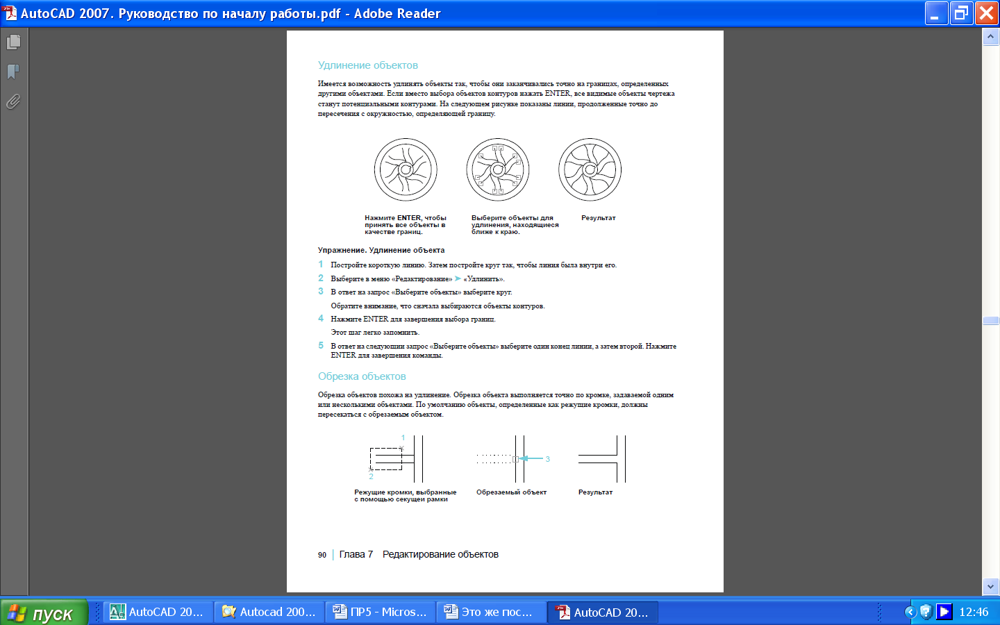 AutoCAD 2007. Руководство по началу работы.pdf - Adobe Reader
Удлинение объектов
Имеется возможность удлинять объекты так, чтобы они заканчивались точно на границах, определенных
другими объектами. Если вместо выбора объектов контуров нажать ENTER, все видимые объекты чертежа
станут потенциальными контурами. На следующем рисунке показаны линии, продолженные точно до
пересечения с окружностью, определяющей границу.
Нажмите ENTER, чтобы
принять все объекты в
качестве границ.
Выберите объекты для
удлинения, находящиеся
ближе к краю.
Результат
Упражнение. Удлинение объекта
1 Постройте короткую линию. Затем постройте круг так, чтобы линия была внутри его.
2 Выберите в меню «Редактирование» ➤ «Удлинить».
3 В ответ на запрос «Выберите объекты» выберите круг.
Обратите внимание, что сначала выбираются объекты контуров.
4 Нажмите ENTER для завершения выбора границ.
Этот шаг легко запомнить.
5 В ответ на следующии запрос «Выберите объекты» выберите один конец линии, а затем второй. Нажмите
ENTER для завершения команды.
Обрезка объектов
Обрезка объектов похожа на удлинение. Обрезка объекта выполняется точно по кромке, задаваемой одним
или несколькими объектами. По умолчанию объекты, определенные как режущие кромки, должны
пересекаться с обрезаемым объектом.
1
2
3
Режущие кромки, выбранные
с помощью секущеи рамки
Обрезаемый объект
Результат
90 | Глава 7 Редактирование объектов
пуск
AutoCAD 20...
Autocad 200...
ПР5 - Micros...
Это же пос...
AutoCAD 20...
12:46